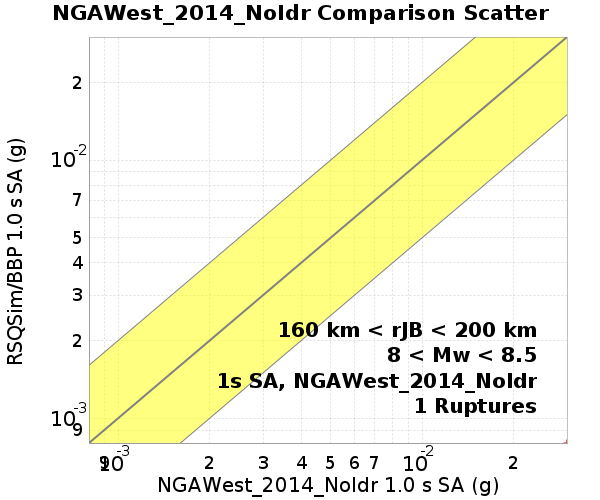 NGAWest_2014_NoIdr Comparison Scatter
RSQSim/BBP 1.0 s SA (g)
2
10-2
7
5
4
3
2
10-3
9
160 km < rJB < 200 km
8 < Mw < 8.5
1s SA, NGAWest_2014_NoIdr
1 Ruptures
9 10-3 2 3 4 5 6 7 10-2 2
NGAWest_2014_NoIdr 1.0 s SA (g)